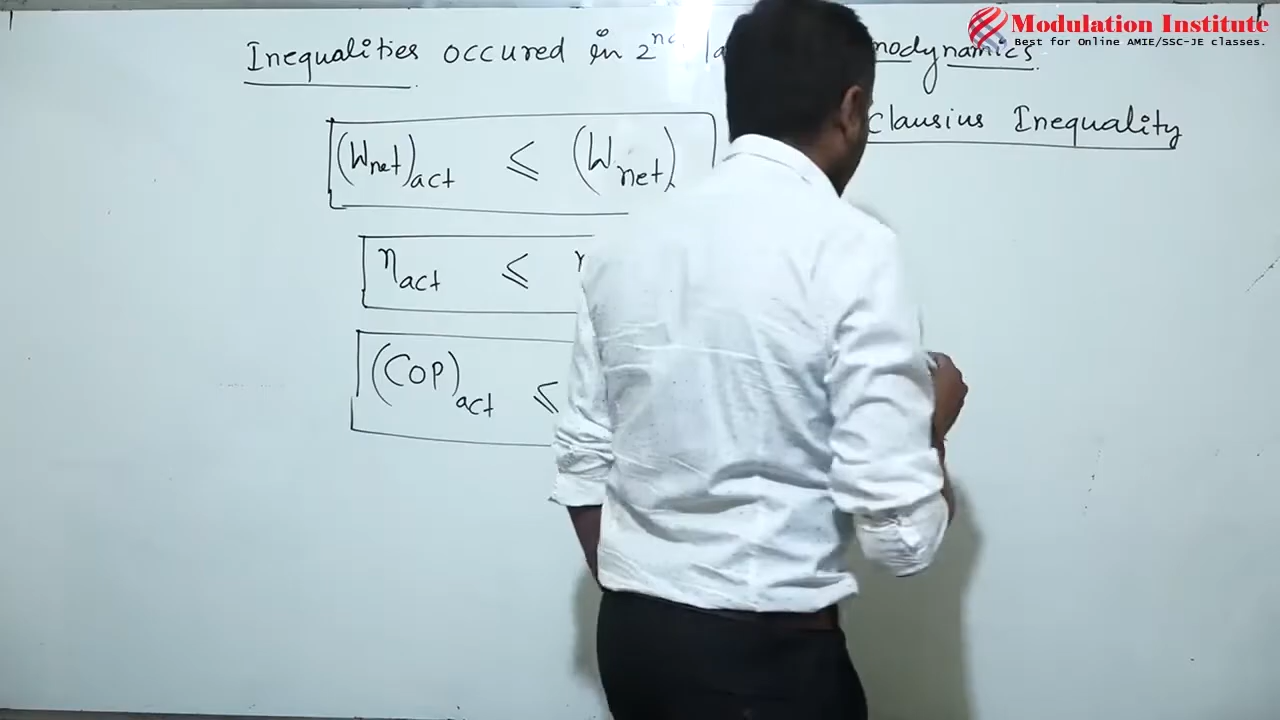 Modulation Institute
Best for Online AMIE/SSC-JE classes.
Inequalities occured in 2nd
Clausius Inequality
(Wnet)act ≤ (Wnet)
ηact ≤
(COP)act ≤